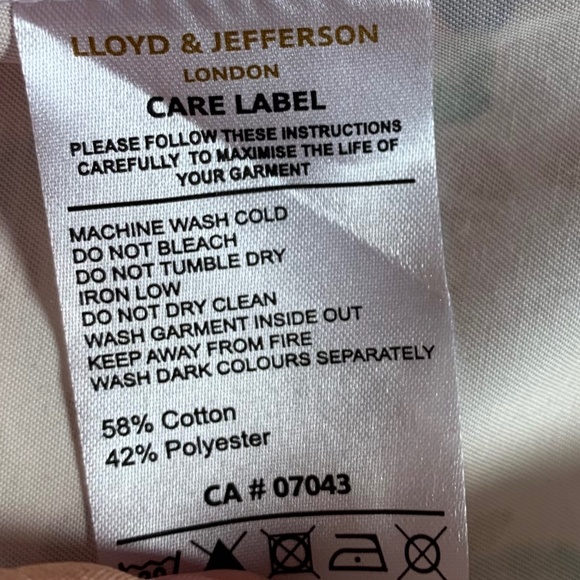 LLOYD & JEFFERSON
LONDON
CARE LABEL
PLEASE FOLLOW THESE INSTRUCTIONS
CAREFULLY TO MAXIMISE THE LIFE OF
YOUR GARMENT
MACHINE WASH COLD
DO NOT BLEACH
DO NOT TUMBLE DRY
IRON LOW
DO NOT DRY CLEAN
WASH GARMENT INSIDE OUT
KEEP AWAY FROM FIRE
WASH DARK COLOURS SEPARATELY
58% Cotton
42% Polyester
CA # 07043